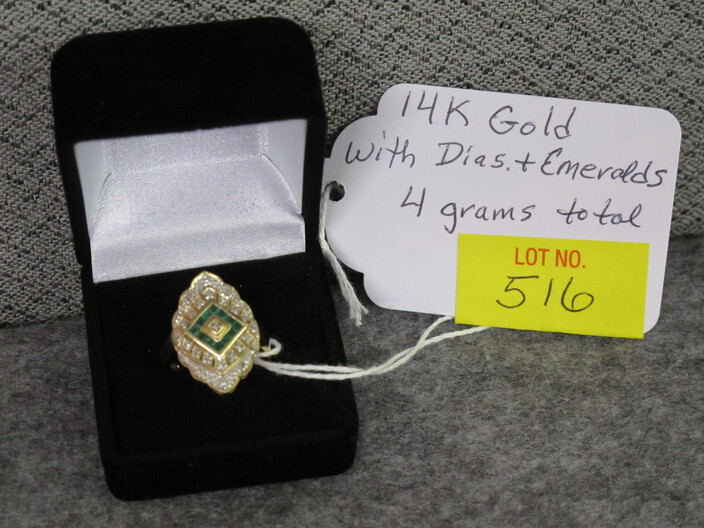 14K Gold
with Dias. + Emeralds
4 grams total
LOT NO.
516